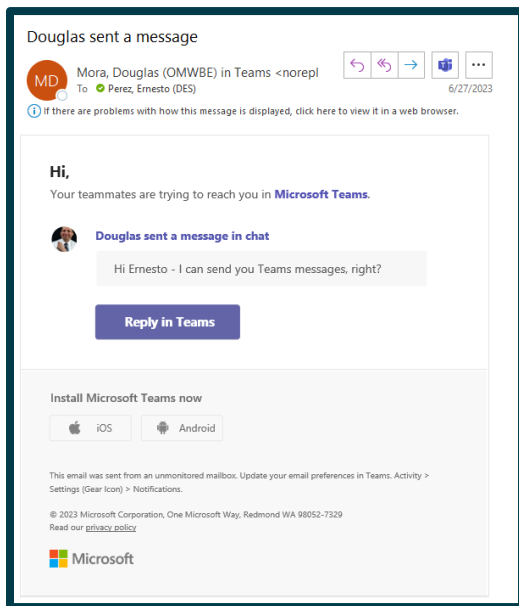 Douglas sent a message
MD
Mora, Douglas (OMWBE) in Teams <norepl
To Perez, Ernesto (DES)
6/27/2023
If there are problems with how this message is displayed, click here to view it in a web browser.
Hi,
Your teammates are trying to reach you in Microsoft Teams.
Douglas sent a message in chat
Hi Ernesto - I can send you Teams messages, right?
Reply in Teams
Install Microsoft Teams now
iOS
Android
This email was sent from an unmonitored mailbox. Update your email preferences in Teams. Activity >
Settings (Gear Icon) > Notifications.
© 2023 Microsoft Corporation, One Microsoft Way, Redmond WA 98052-7329
Read our privacy policy
Microsoft